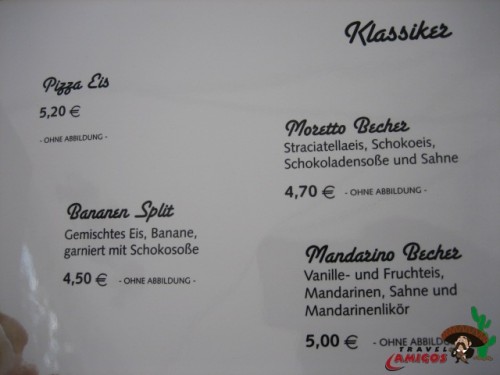 Klassiker
Pizza Eis
5,20 €
- OHNE ABBILDUNG -
Moretto Becher
Straciatellaeis, Schokoeis,
Schokoladensoße und Sahne
4,70 € - OHNE ABBILDUNG -
Bananen Split
Gemischtes Eis, Banane,
garniert mit Schokosoße
4,50 € - OHNE ABBILDUNG -
Mandarino Becher
Vanille- und Fruchteis,
Mandarinen, Sahne und
Mandarinenlikör
5,00 € - OHNE
TRAVEL
AMIGOS